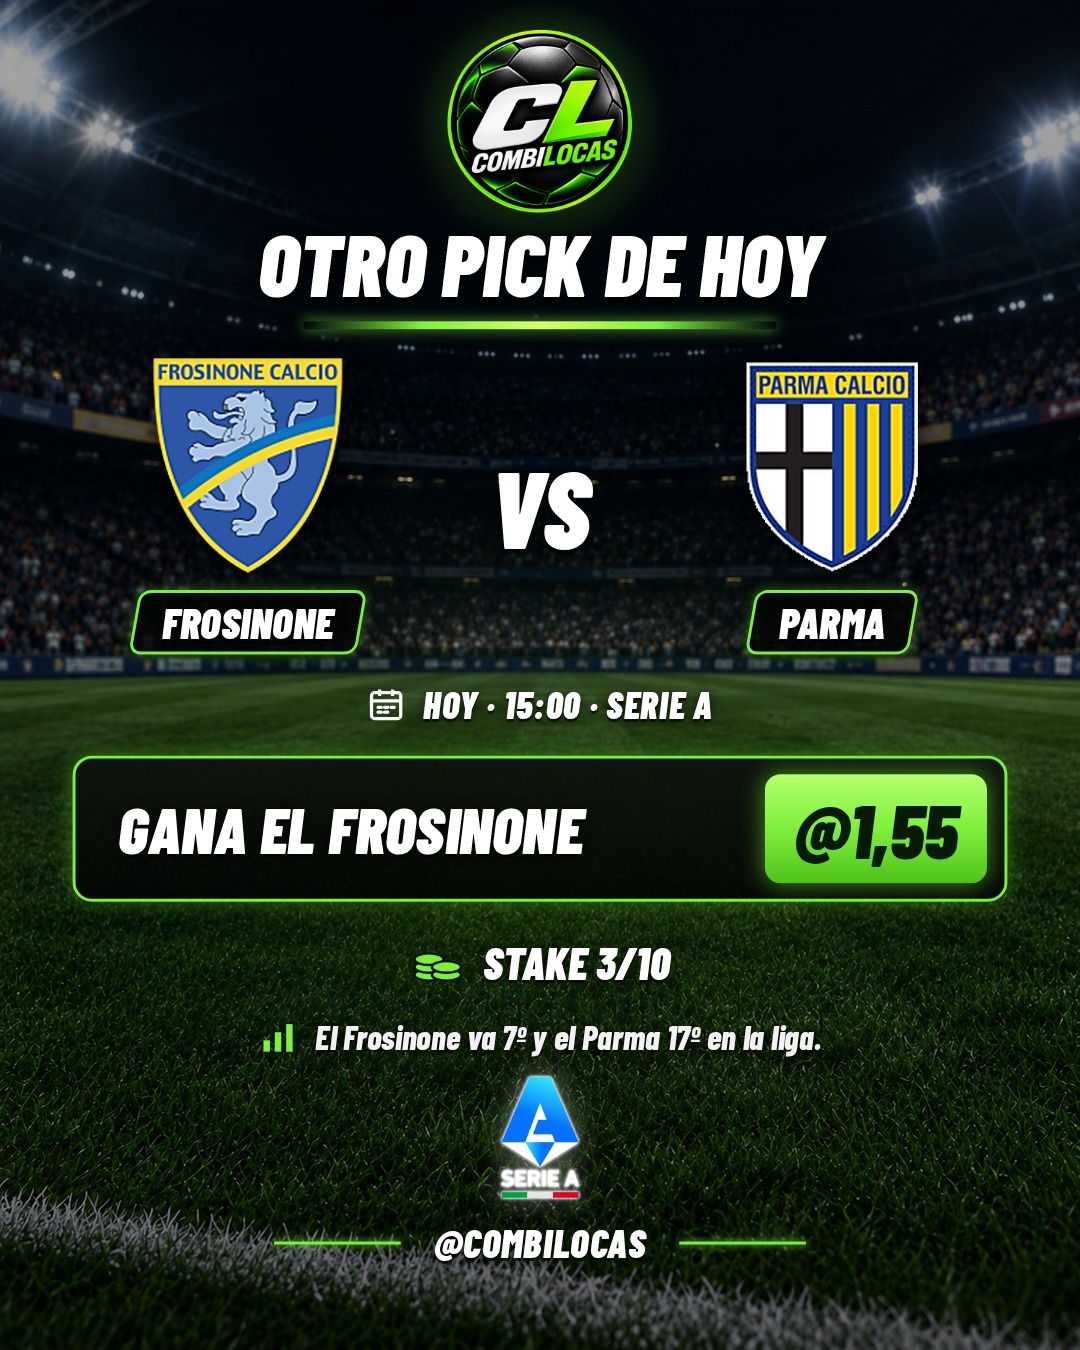 CL
COMBILOCAS
OTRO PICK DE HOY
FROSINONE CALCIO
PARMA CALCIO
VS
FROSINONE
PARMA
HOY · 15:00 · SERIE A
GANA EL FROSINONE
@1,55
STAKE 3/10
El Frosinone va 7º y el Parma 17º en la liga.
SERIE A
@COMBILOCAS